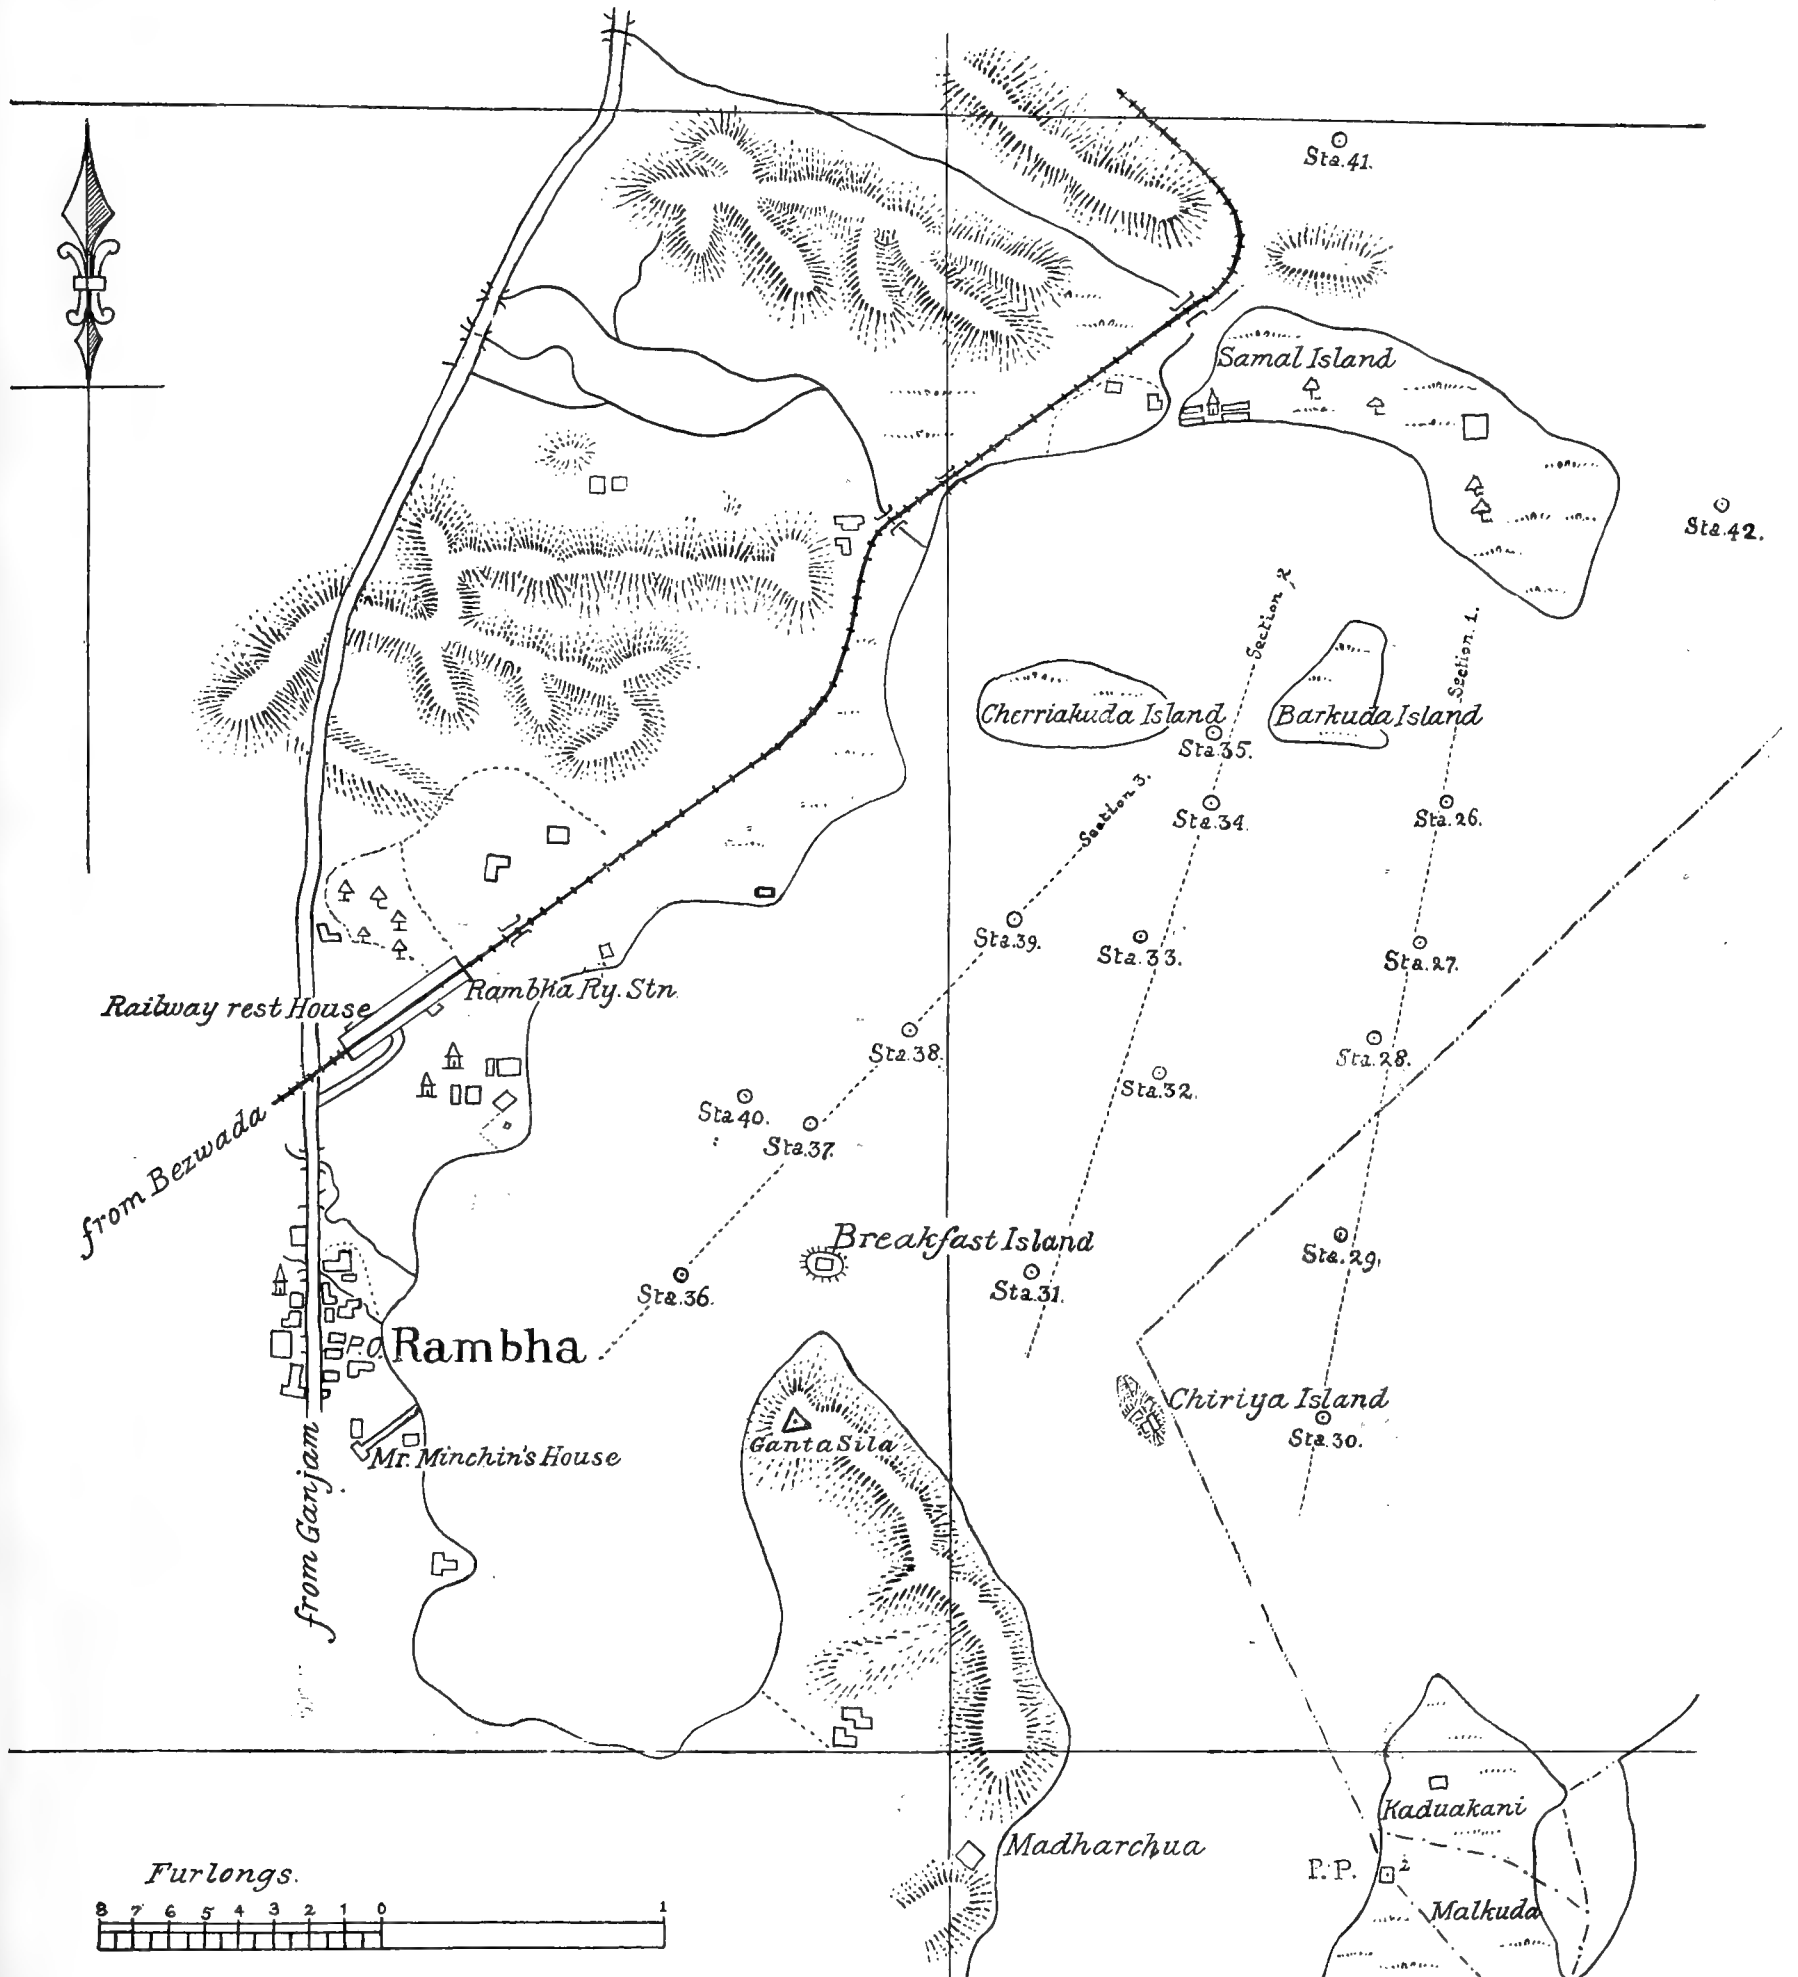 Sta.41.
Samal Island
Sta.42.
Section 2
Section. 1.
Cherriakuda Island
Barkuda Island
Sta.35.
Section 3.
Sta.34.
Sta.26.
Sta.39.
Sta.33.
Sta.27.
Railway rest House
Rambha Ry. Stn.
Sta.38.
Sta.28.
Sta.32.
Sta.40.
from Bezwada
Sta.37.
Breakfast Island
Sta.29.
Sta.36.
Sta.31.
P.O.
Rambha
Chiriya Island
Ganta Sila
Sta.30.
Mr. Minchin's House
from Ganjam.
Kaduakani
Madharchua
P.P.
2
Malkuda
Furlongs.
8 7 6 5 4 3 2 1 0 1